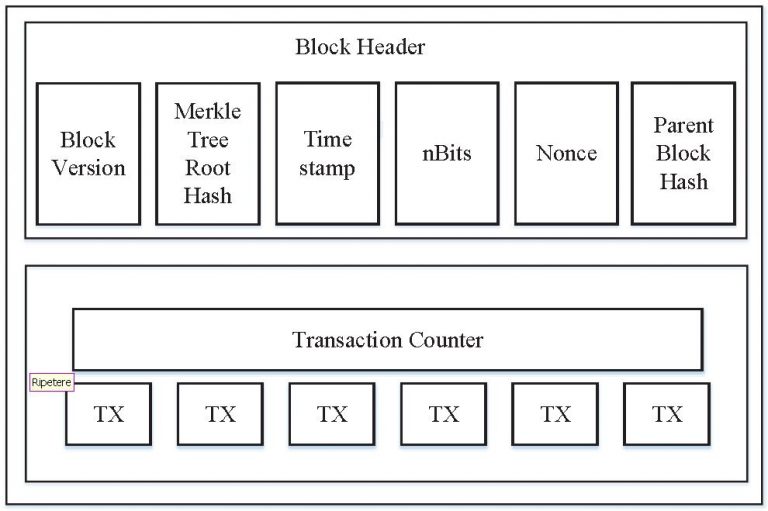 Block Header
Block
Version
Merkle
Tree
Root
Hash
Time
stamp
nBits
Nonce
Parent
Block
Hash
Transaction Counter
Ripetere
TX TX TX TX TX TX